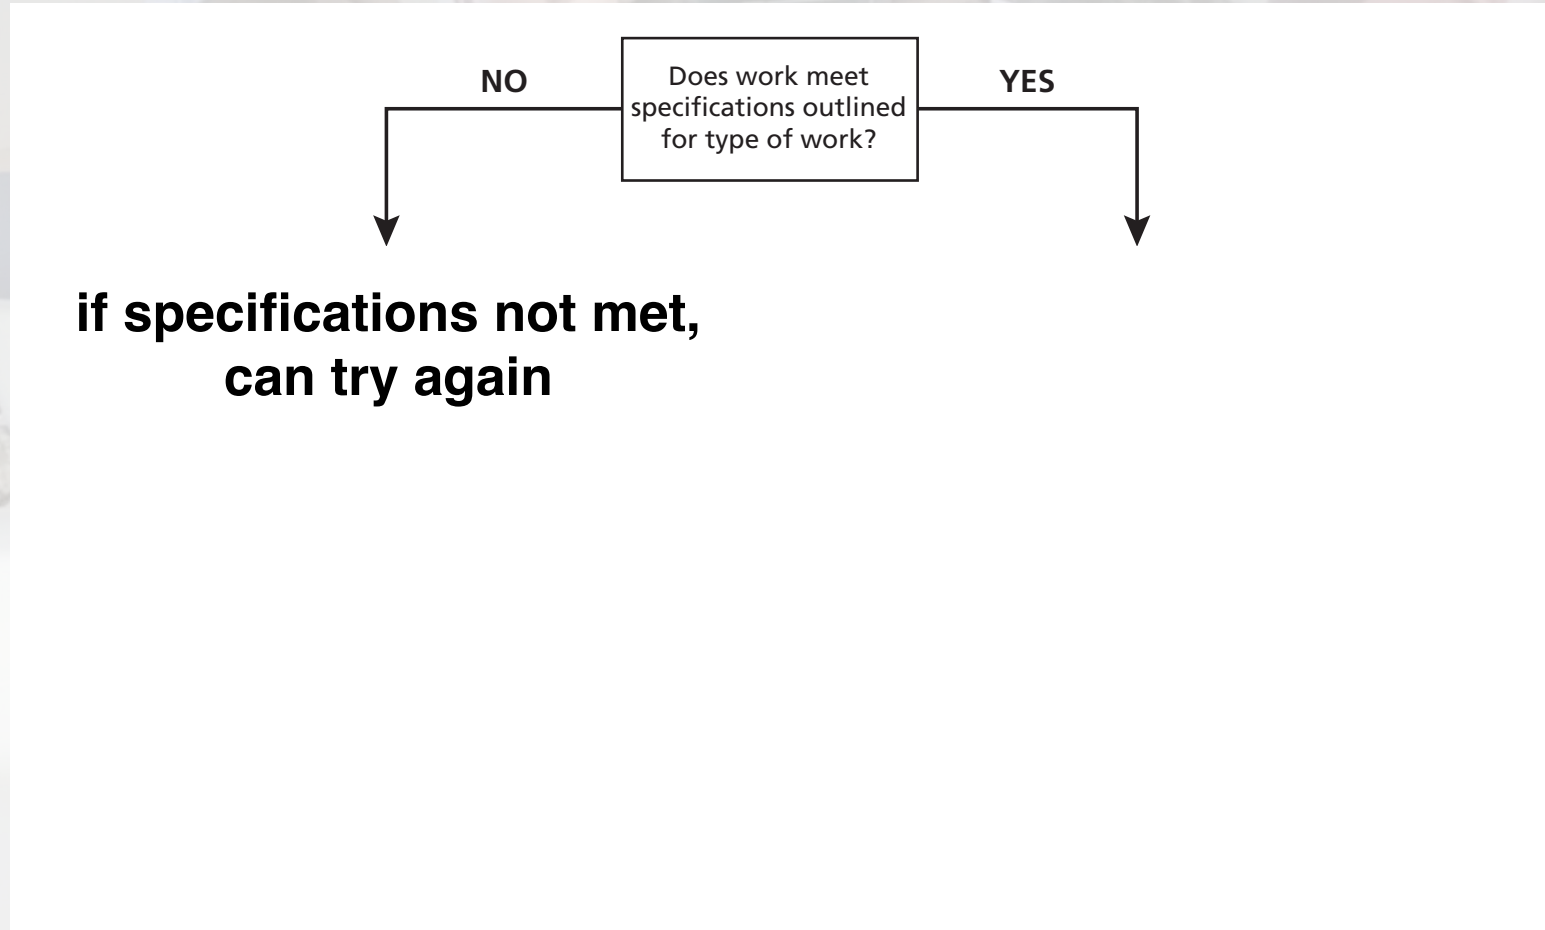 NO
Does work meet
specifications outlined
for type of work?
YES
if specifications not met,
can try again